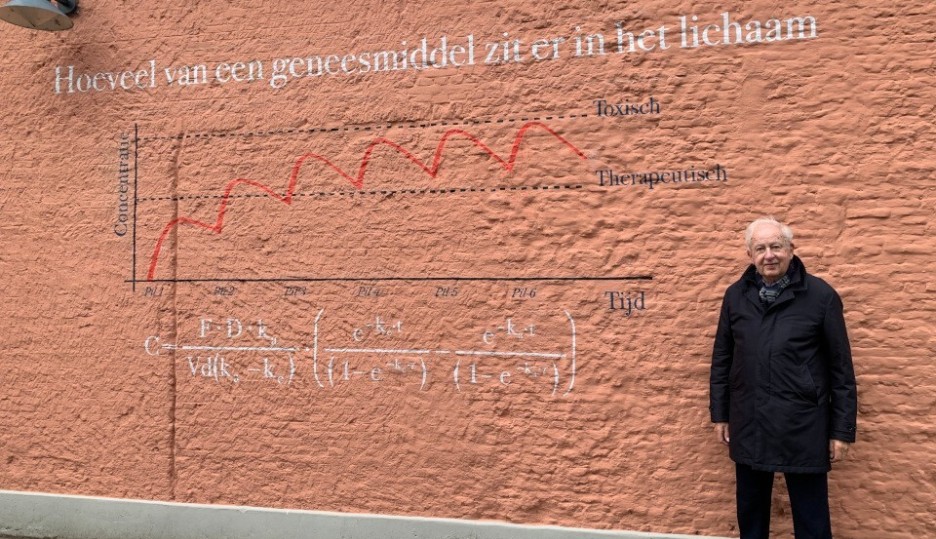 Hoeveel van een geneesmiddel zit er in het lichaam
Toxisch
Concentratie
Therapeutisch
Pil 1 Pil 2 Pil 3 Pil 4 Pil 5 Pil 6
Tijd
C = F · D · kₐ / Vd(kₐ – kₑ) · ( e^(-kₑ·t) / (1 – e^(-kₑ·τ)) – e^(-kₐ·t) / (1 – e^(-kₐ·τ)) )